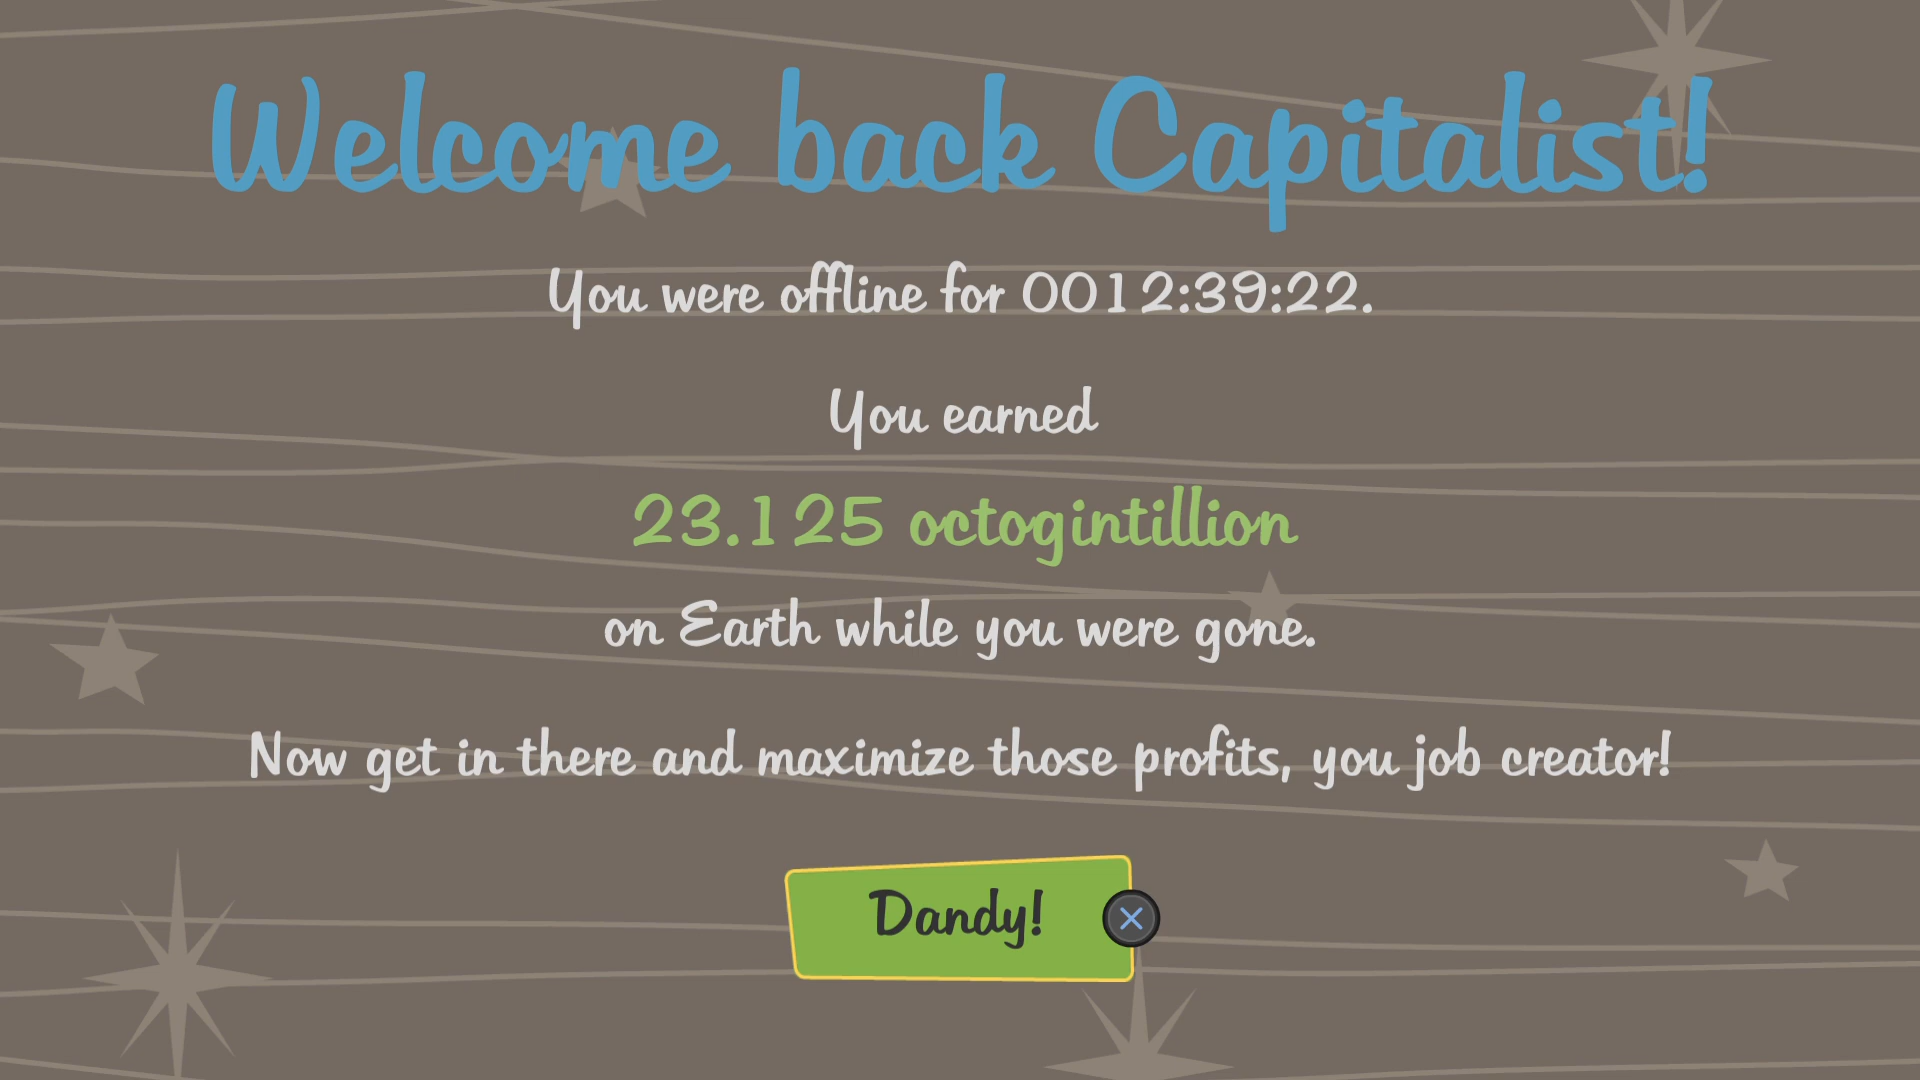 Welcome back Capitalist!
You were offline for 0012:39:22.
You earned
23.125 octogintillion
on Earth while you were gone.
Now get in there and maximize those profits, you job creator!
Dandy!